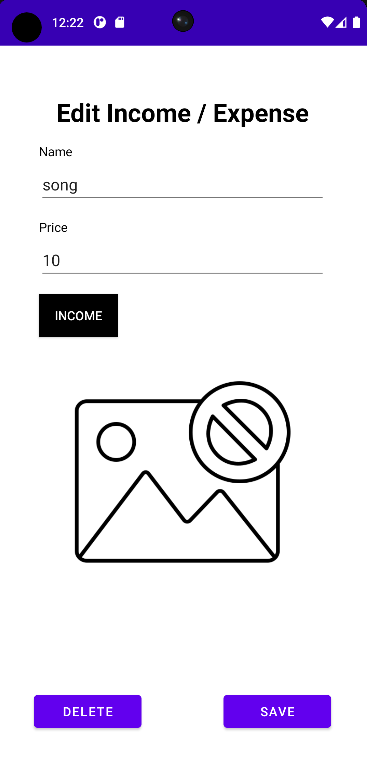 12:22
Edit Income / Expense
Name
song
Price
10
INCOME
DELETE
SAVE